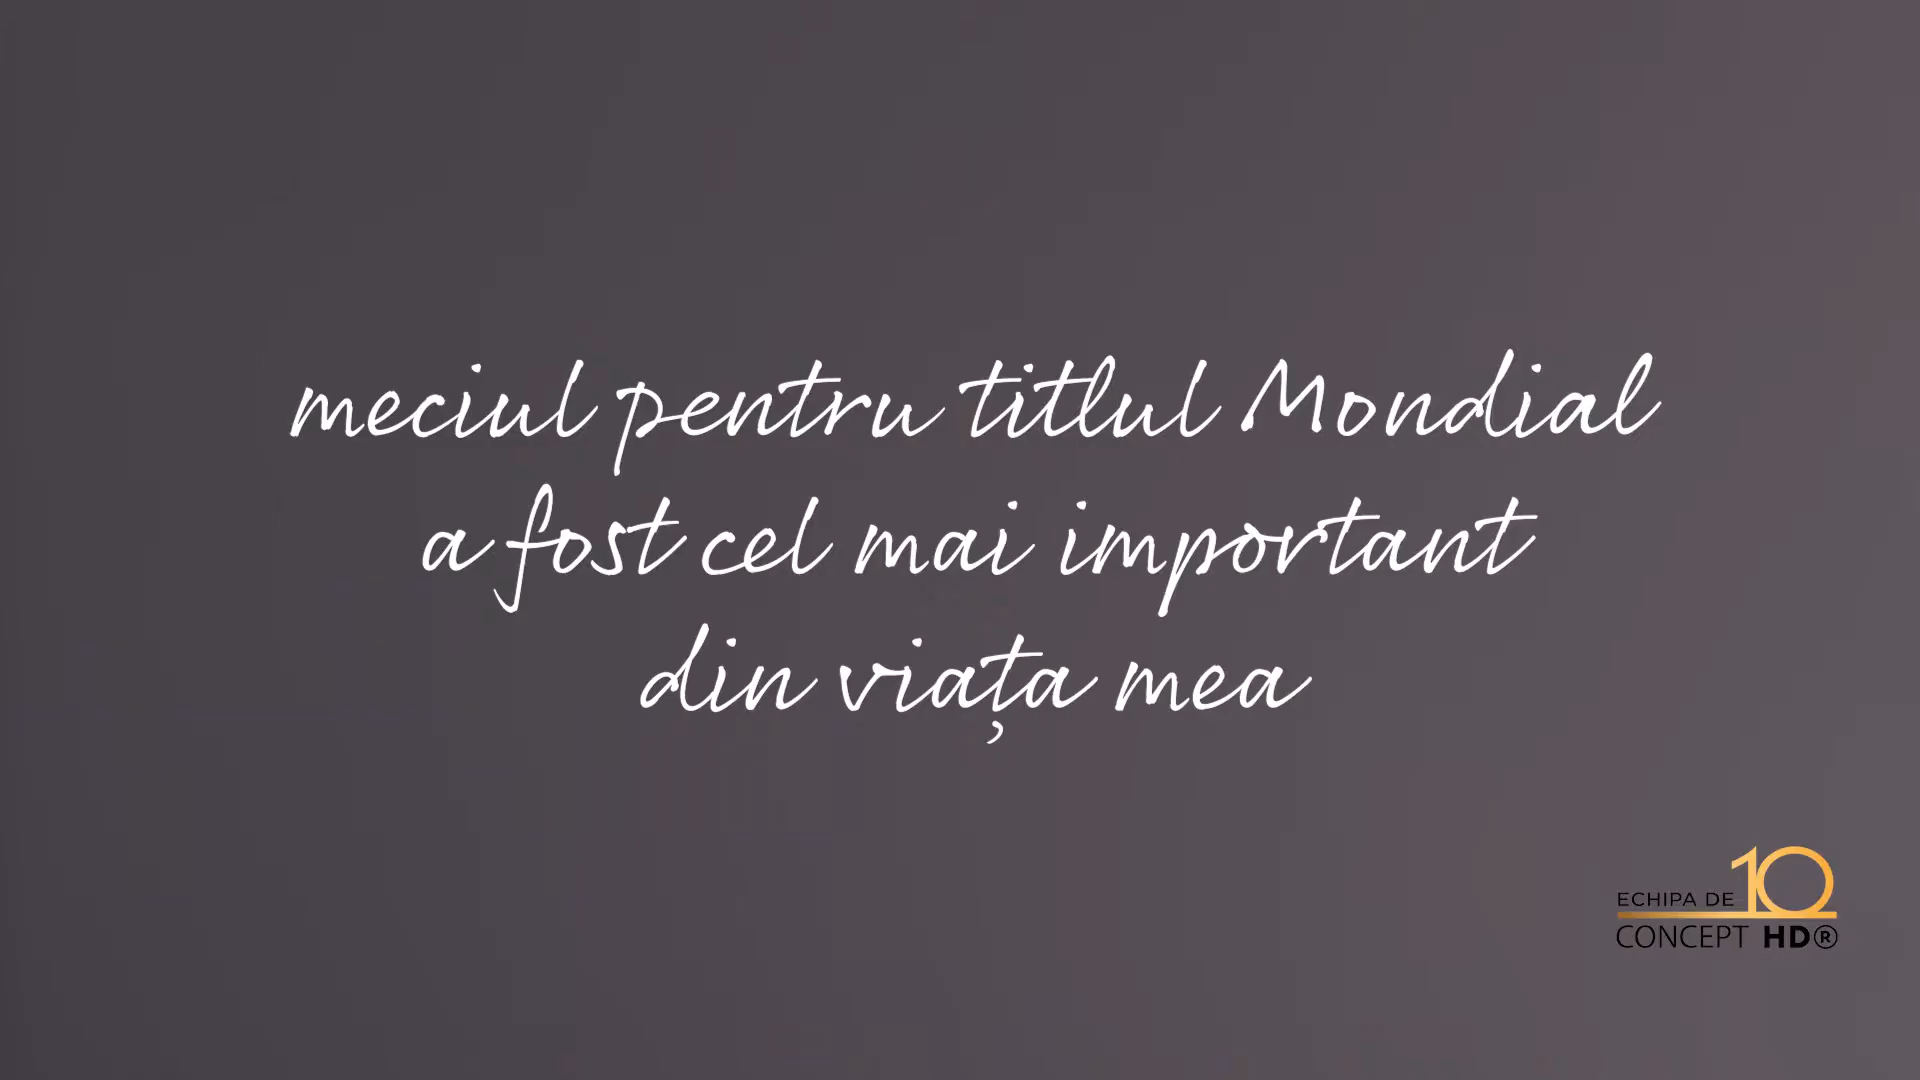 meciul pentru titlul Mondial
a fost cel mai important
din viața mea
ECHIPA DE 10
CONCEPT HD®